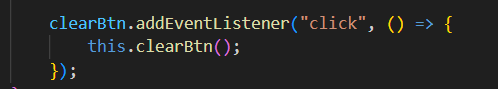 clearBtn.addEventListener("click", () => {
this.clearBtn();
});